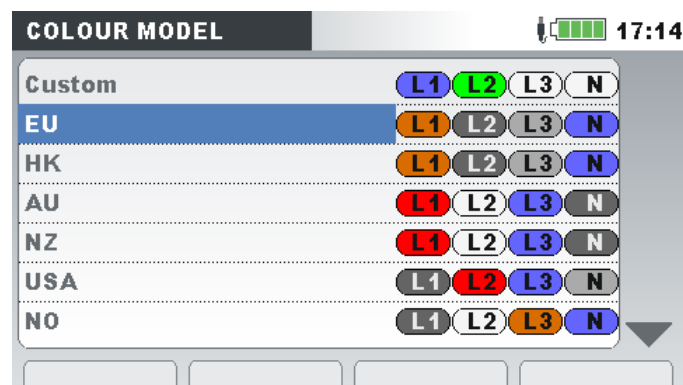 COLOUR MODEL 17:14
Custom L1 L2 L3 N
EU L1 L2 L3 N
HK L1 L2 L3 N
AU L1 L2 L3 N
NZ L1 L2 L3 N
USA L1 L2 L3 N
NO L1 L2 L3 N